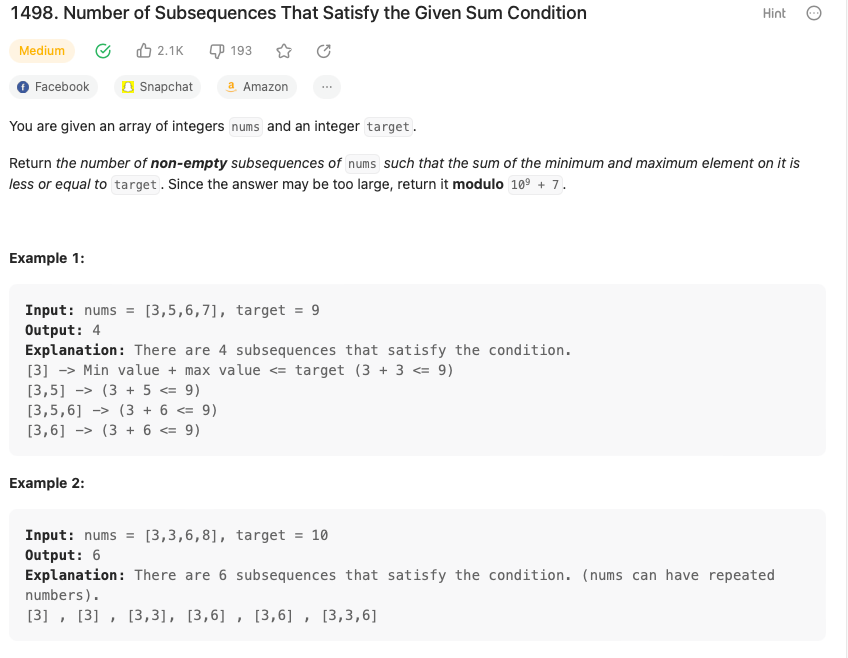 1498. Number of Subsequences That Satisfy the Given Sum Condition Hint
Medium 2.1K 193
Facebook Snapchat Amazon ...
You are given an array of integers nums and an integer target.
Return the number of non-empty subsequences of nums such that the sum of the minimum and maximum element on it is
less or equal to target. Since the answer may be too large, return it modulo 10⁹ + 7.
Example 1:
Input: nums = [3,5,6,7], target = 9
Output: 4
Explanation: There are 4 subsequences that satisfy the condition.
[3] -> Min value + max value <= target (3 + 3 <= 9)
[3,5] -> (3 + 5 <= 9)
[3,5,6] -> (3 + 6 <= 9)
[3,6] -> (3 + 6 <= 9)
Example 2:
Input: nums = [3,3,6,8], target = 10
Output: 6
Explanation: There are 6 subsequences that satisfy the condition. (nums can have repeated
numbers).
[3] , [3] , [3,3], [3,6] , [3,6] , [3,3,6]